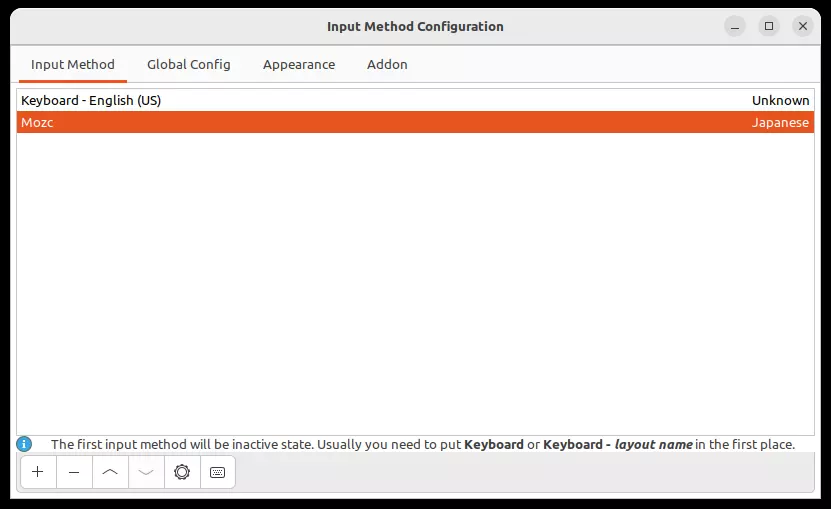 Input Method Configuration
Input Method Global Config Appearance Addon
Keyboard - English (US) Unknown
Mozc Japanese
The first input method will be inactive state. Usually you need to put Keyboard or Keyboard - layout name in the first place.